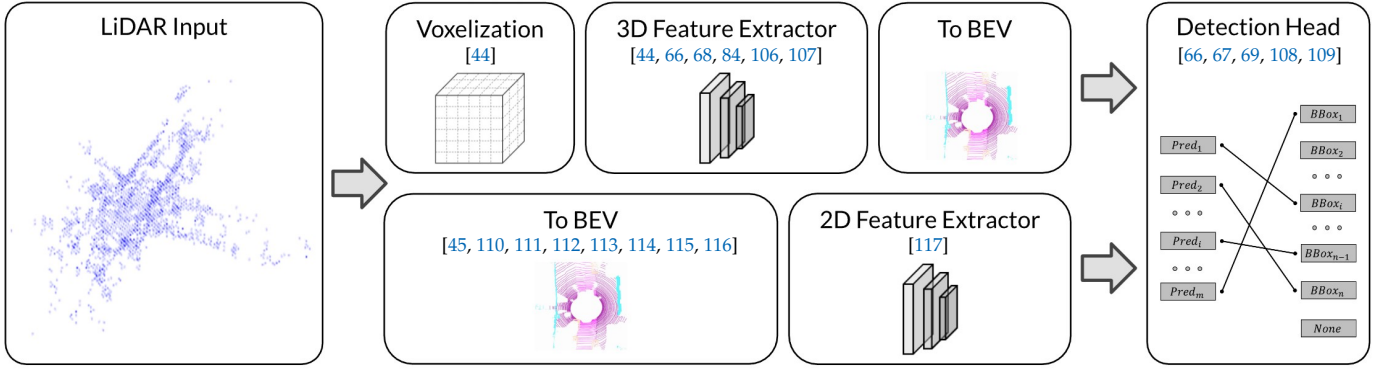 LiDAR Input
Voxelization
[44]
3D Feature Extractor
[44, 66, 68, 84, 106, 107]
To BEV
To BEV
[45, 110, 111, 112, 113, 114, 115, 116]
2D Feature Extractor
[117]
Detection Head
[66, 67, 69, 108, 109]
Pred1
Pred2
Predi
Predm
BBox1
BBox2
BBoxi
BBoxn−1
BBoxn
None